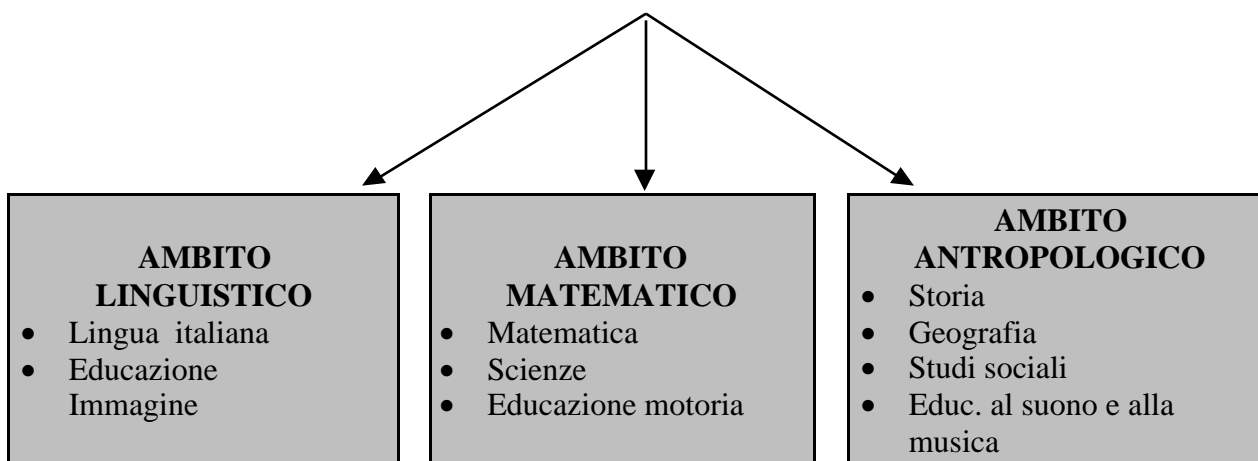 AMBITO
LINGUISTICO
• Lingua italiana
• Educazione
Immagine
AMBITO
MATEMATICO
• Matematica
• Scienze
• Educazione motoria
AMBITO
ANTROPOLOGICO
• Storia
• Geografia
• Studi sociali
• Educ. al suono e alla
musica